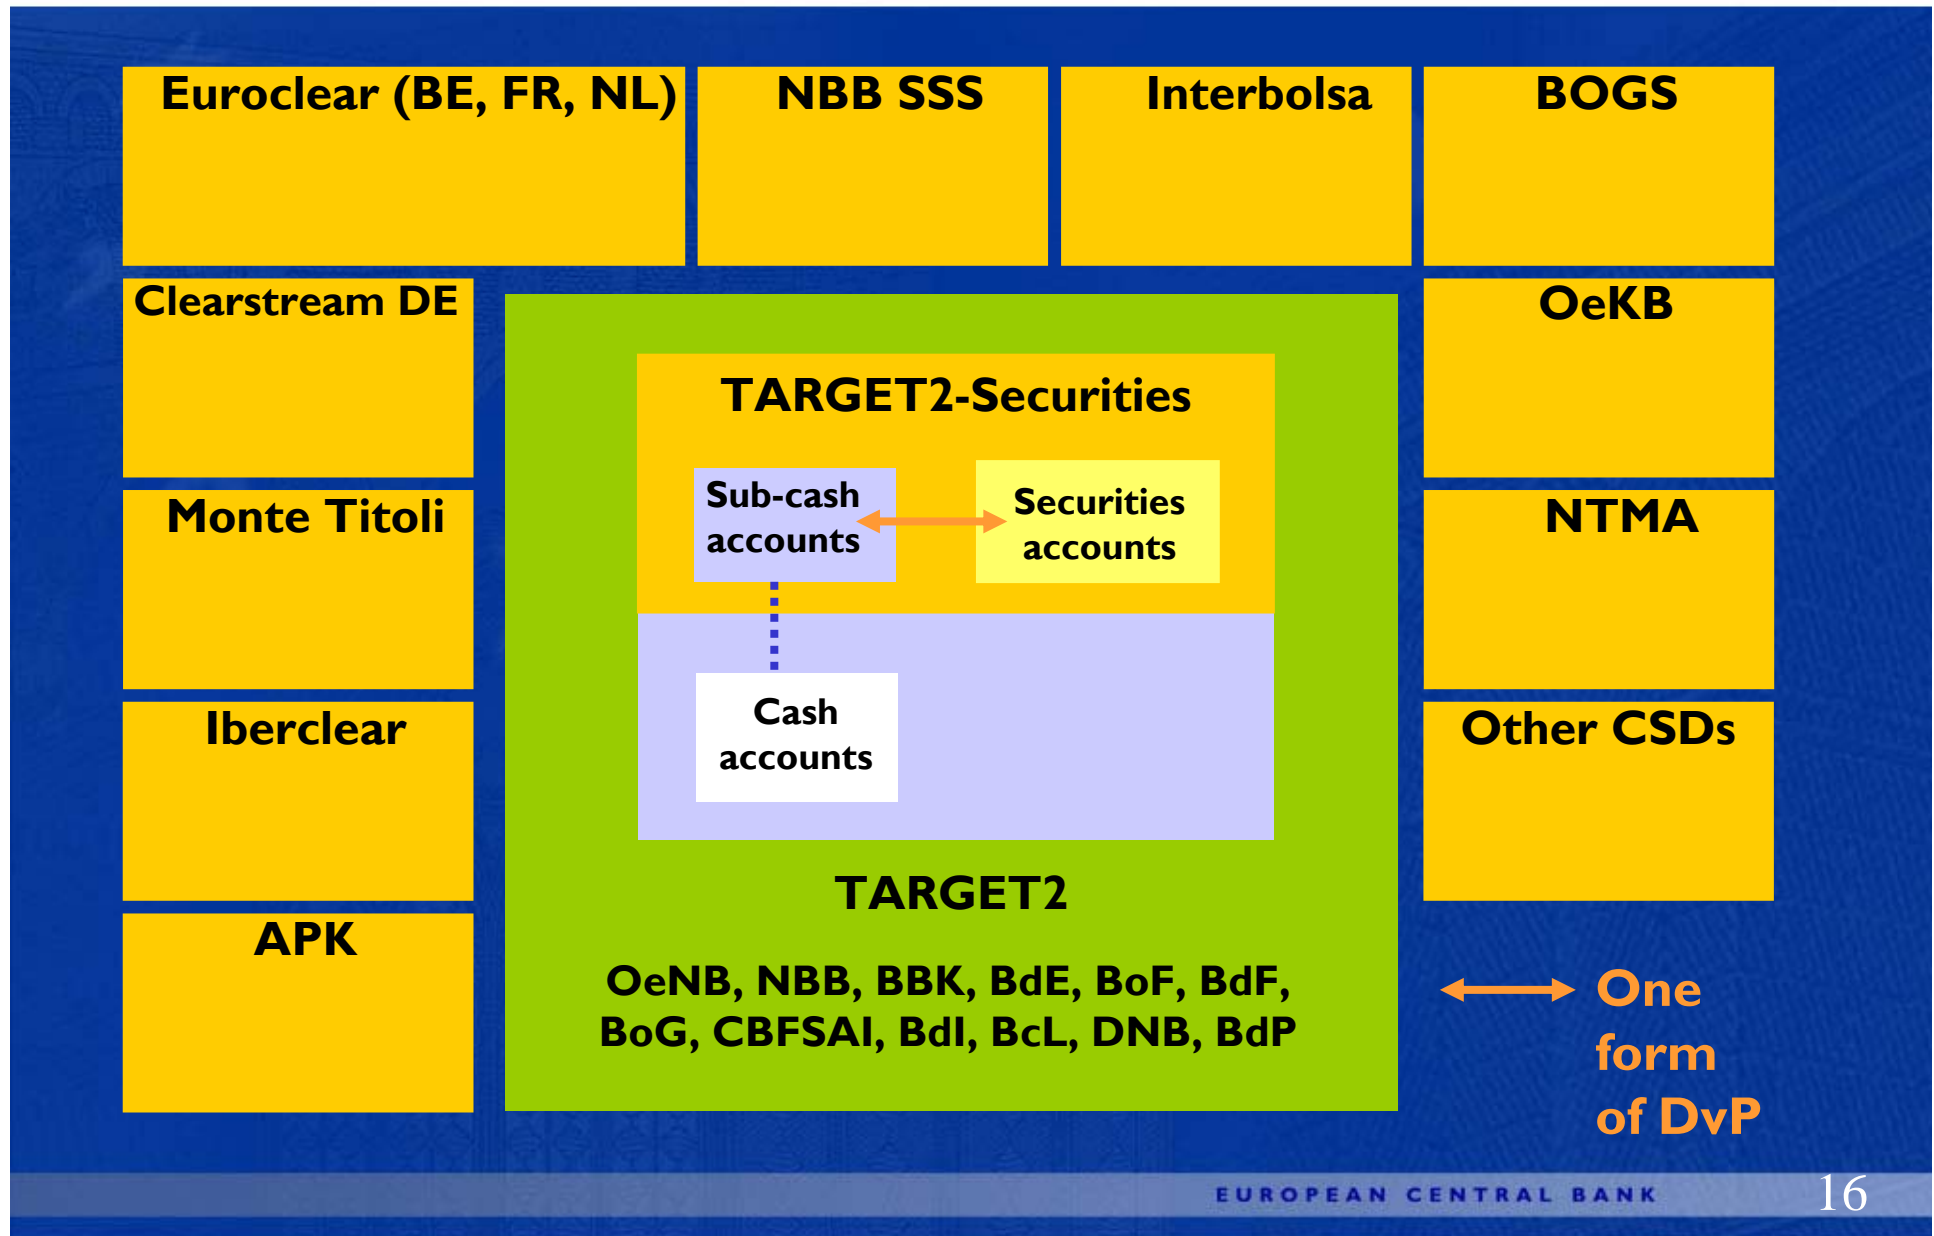 Euroclear (BE, FR, NL)
NBB SSS
Interbolsa
BOGS
Clearstream DE
OeKB
TARGET2-Securities
Sub-cash
accounts
Securities
accounts
Monte Titoli
NTMA
Cash
accounts
Iberclear
Other CSDs
TARGET2
APK
OeNB, NBB, BBK, BdE, BoF, BdF,
BoG, CBFSAI, BdI, BcL, DNB, BdP
One
form
of DvP
EUROPEAN CENTRAL BANK
16